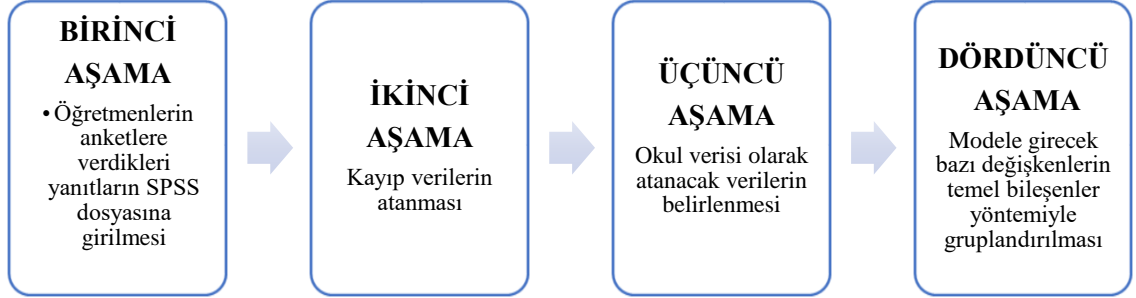 BİRİNCİ
AŞAMA
• Öğretmenlerin
anketlere
verdikleri
yanıtların SPSS
dosyasına
girilmesi
İKİNCİ
AŞAMA
Kayıp verilerin
atanması
ÜÇÜNCÜ
AŞAMA
Okul verisi olarak
atanacak verilerin
belirlenmesi
DÖRDÜNCÜ
AŞAMA
Modele girecek
bazı değişkenlerin
temel bileşenler
yöntemiyle
gruplandırılması